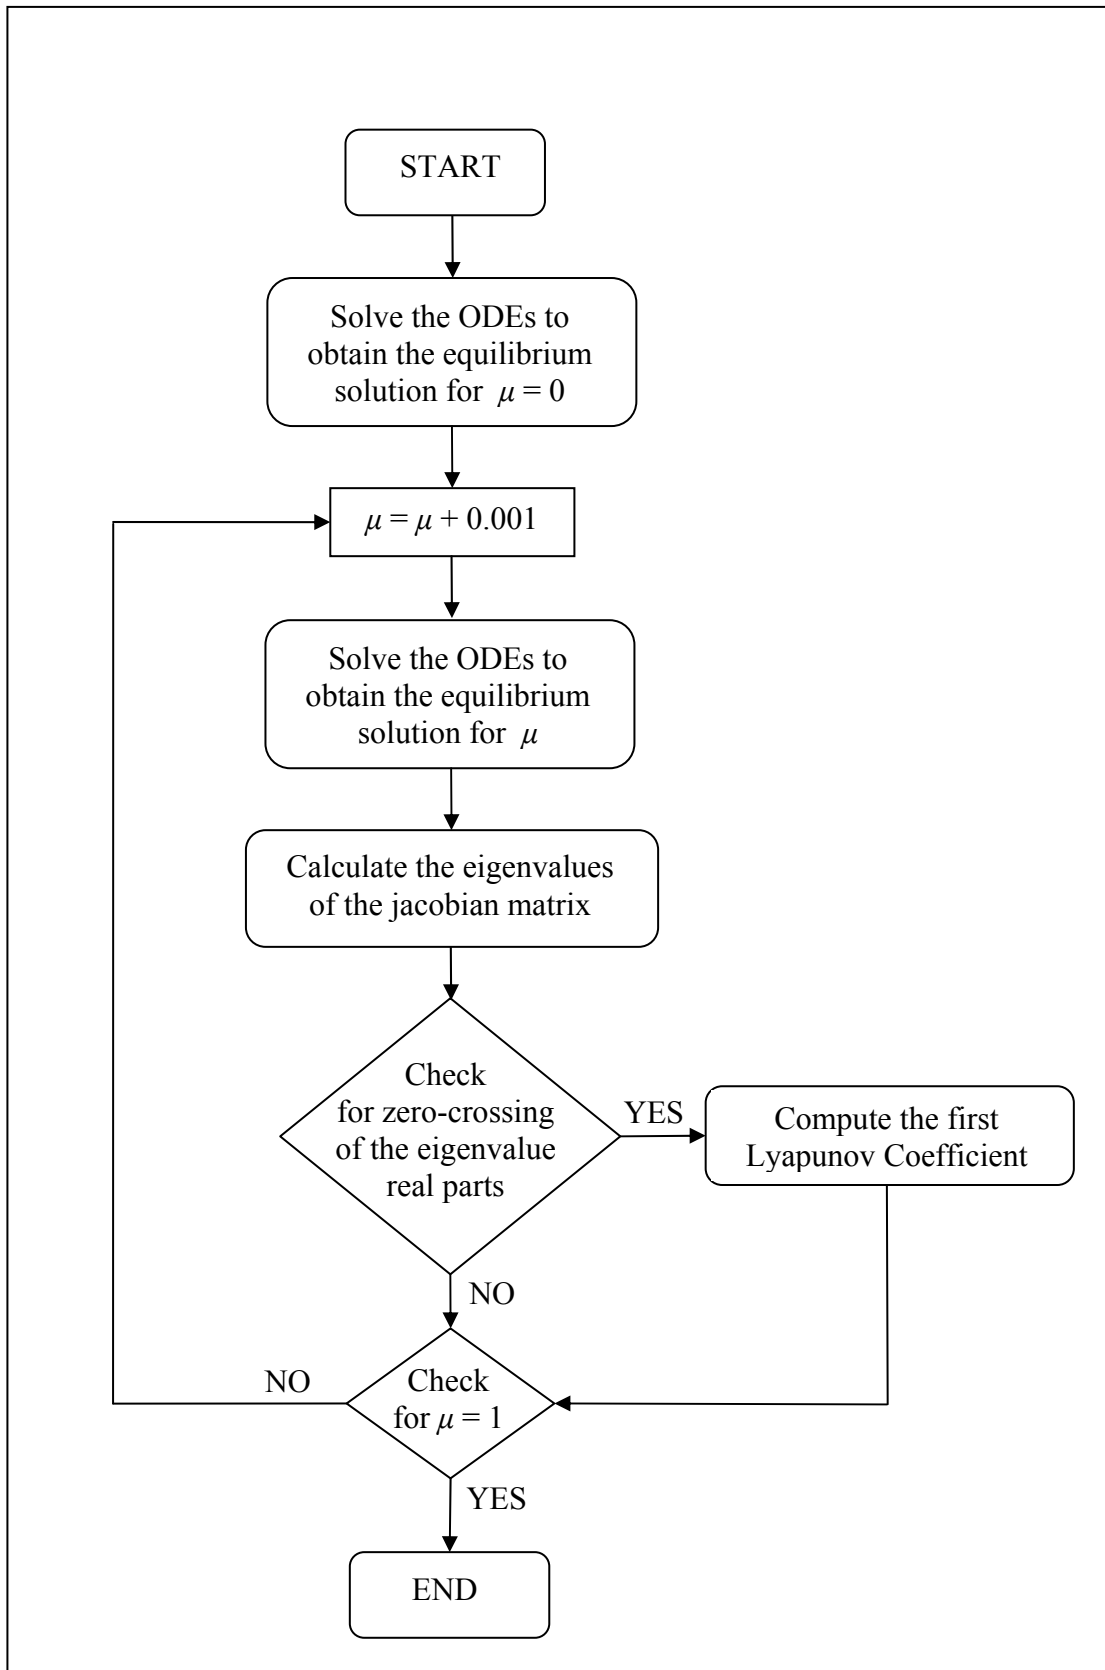 START
Solve the ODEs to
obtain the equilibrium
solution for μ = 0
μ = μ + 0.001
Solve the ODEs to
obtain the equilibrium
solution for μ
Calculate the eigenvalues
of the jacobian matrix
Check
for zero-crossing
of the eigenvalue
real parts
YES
Compute the first
Lyapunov Coefficient
NO
Check
for μ = 1
NO
YES
END